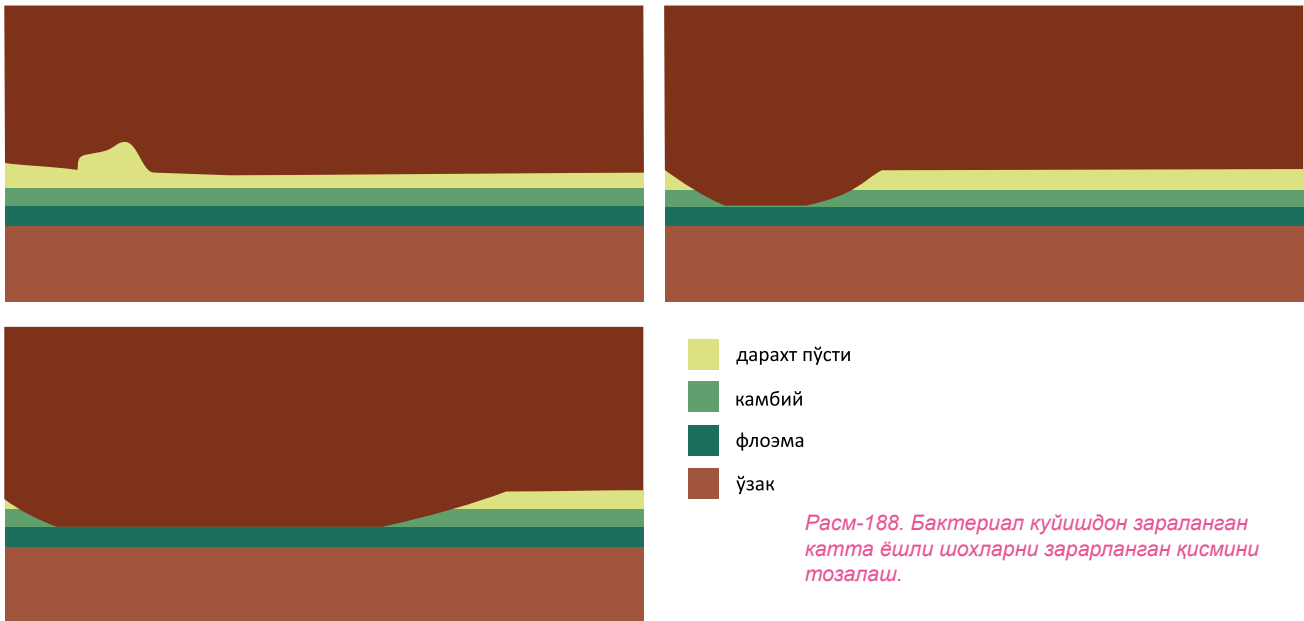 дарахт пўсти
камбий
флоэма
ўзак
Расм-188. Бактериал куйишдон зараланган
катта ёшли шохларни зарарланган қисмини
тозалаш.